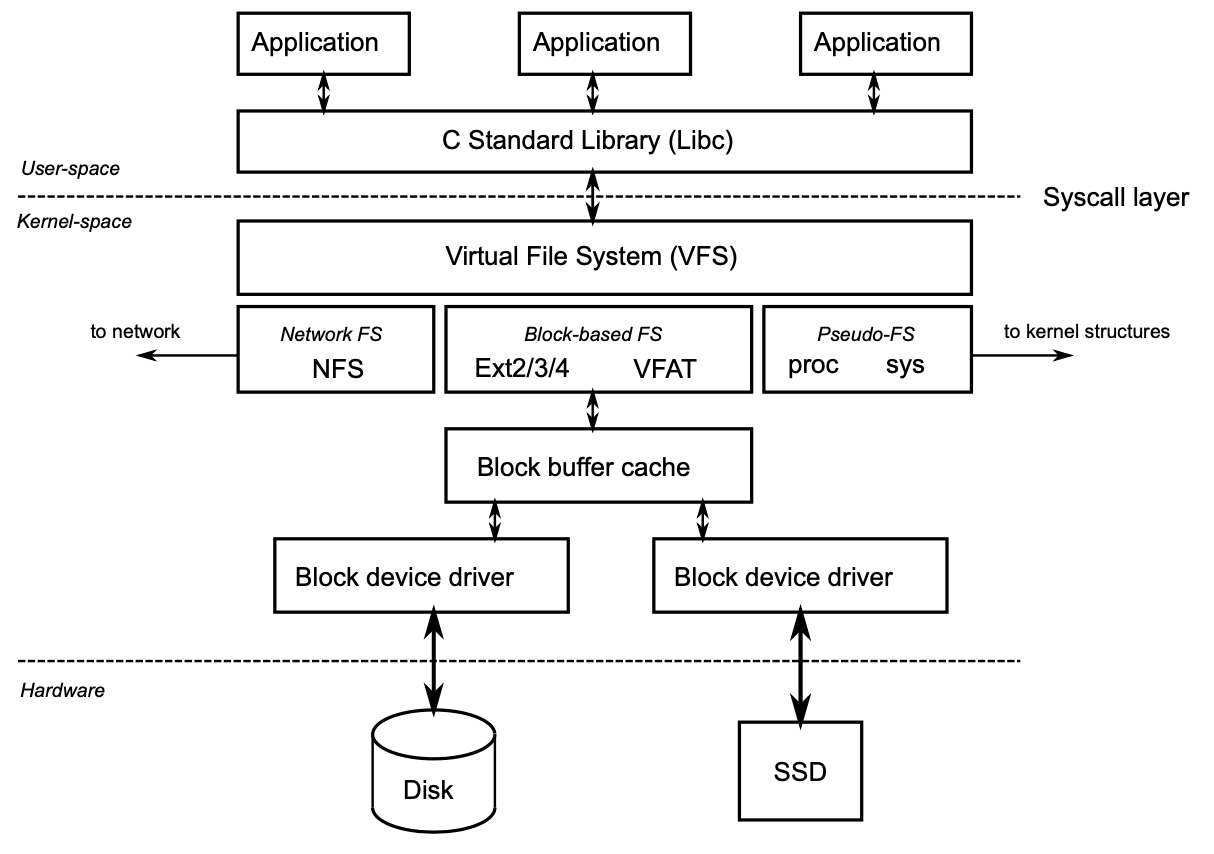 Application
Application
Application
C Standard Library (Libc)
User-space
Syscall layer
Kernel-space
Virtual File System (VFS)
to network
Network FS
NFS
Block-based FS
Ext2/3/4 VFAT
Pseudo-FS
proc sys
to kernel structures
Block buffer cache
Block device driver
Block device driver
Hardware
Disk
SSD